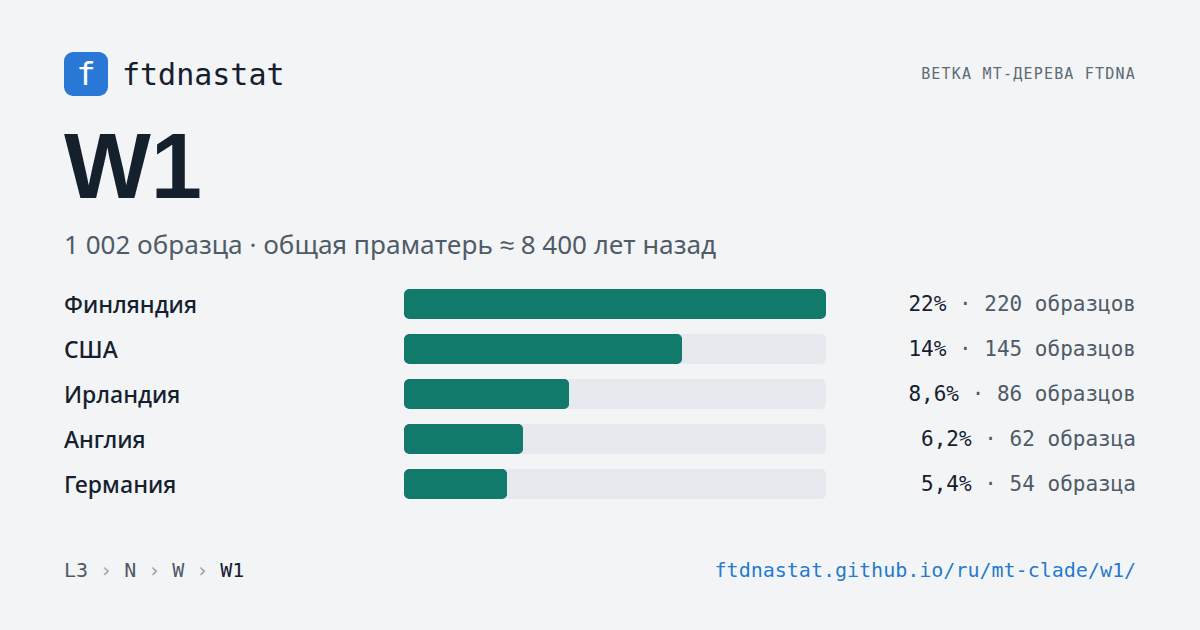 f ftdnastat
ВЕТКА МТ-ДЕРЕВА FTDNA
W1
1 002 образца · общая праматерь ≈ 8 400 лет назад
Финляндия 22% · 220 образцов
США 14% · 145 образцов
Ирландия 8,6% · 86 образцов
Англия 6,2% · 62 образца
Германия 5,4% · 54 образца
L3 › N › W › W1
ftdnastat.github.io/ru/mt-clade/w1/